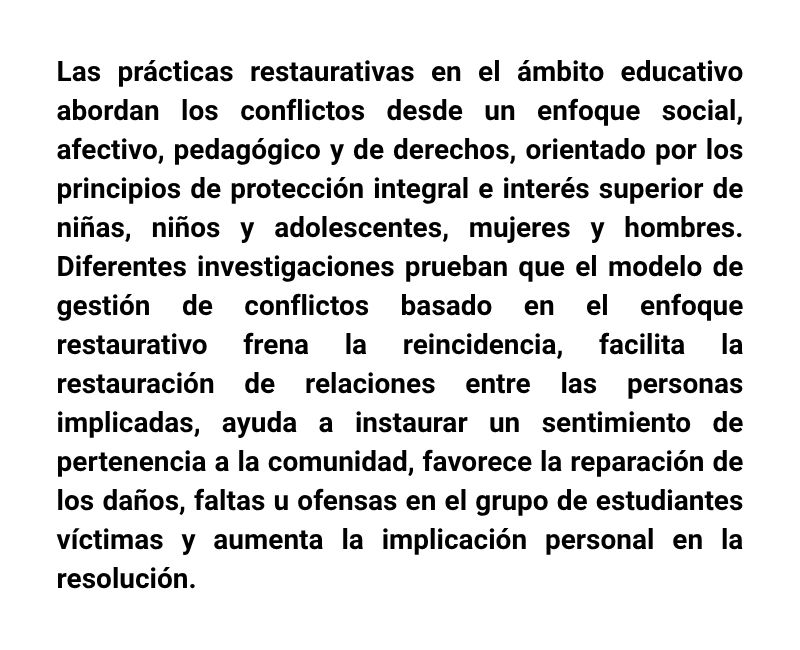 Las prácticas restaurativas en el ámbito educativo
abordan los conflictos desde un enfoque social,
afectivo, pedagógico y de derechos, orientado por los
principios de protección integral e interés superior de
niñas, niños y adolescentes, mujeres y hombres.
Diferentes investigaciones prueban que el modelo de
gestión de conflictos basado en el enfoque
restaurativo frena la reincidencia, facilita la
restauración de relaciones entre las personas
implicadas, ayuda a instaurar un sentimiento de
pertenencia a la comunidad, favorece la reparación de
los daños, faltas u ofensas en el grupo de estudiantes
víctimas y aumenta la implicación personal en la
resolución.